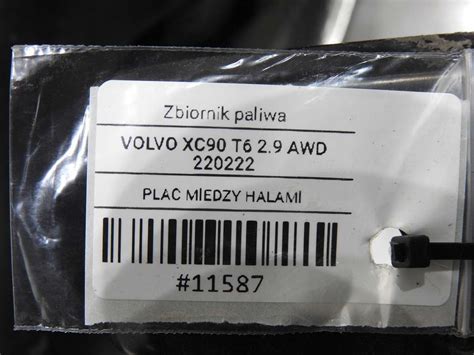 Zbiornik paliwa
VOLVO XC90 T6 2.9 AWD
220222
PLAC MIEDZY HALAMI
#11587